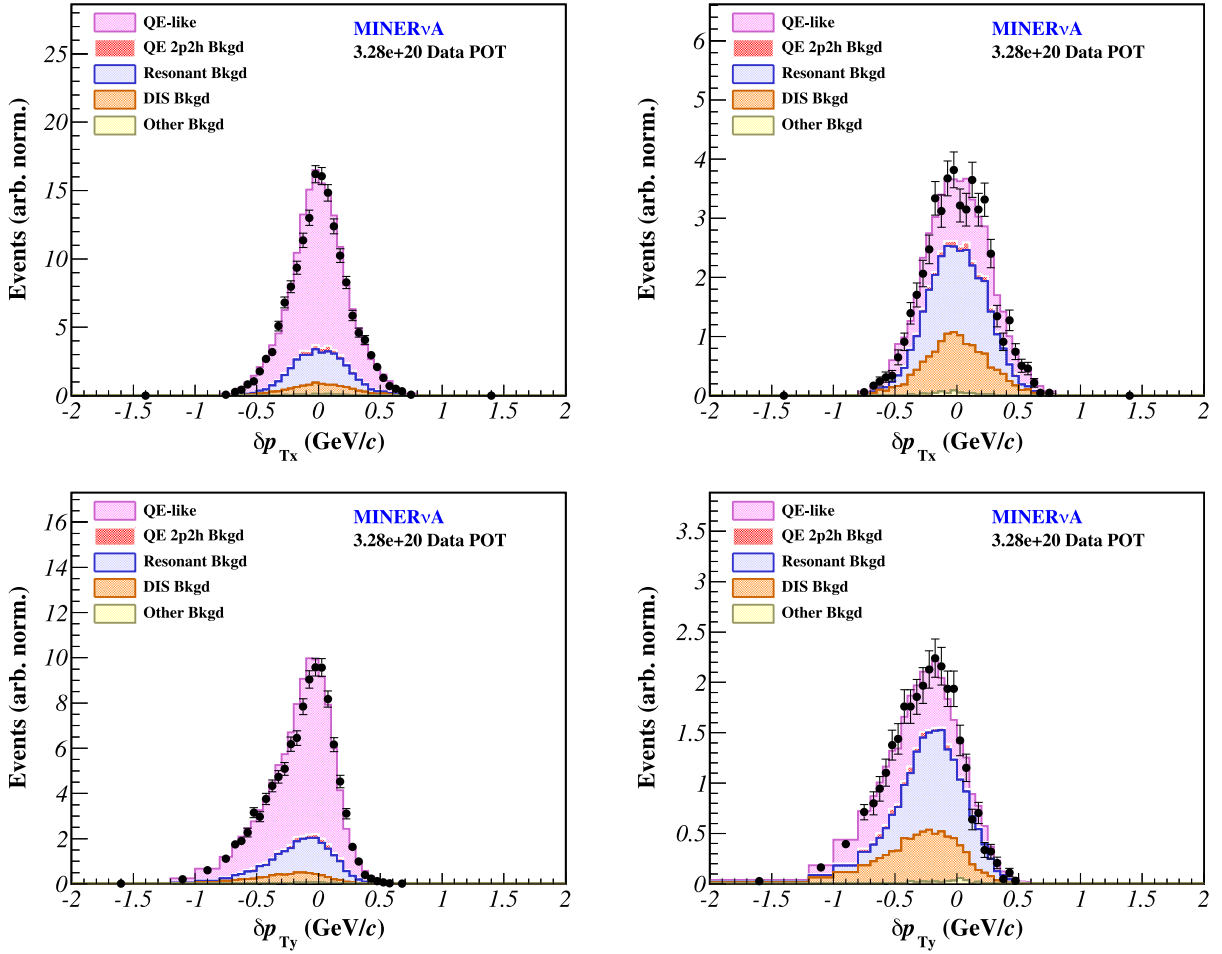 QE-like
QE 2p2h Bkgd
Resonant Bkgd
DIS Bkgd
Other Bkgd
MINERνA
3.28e+20 Data POT
Events (arb. norm.)
25
20
15
10
5
0
-2 -1.5 -1 -0.5 0 0.5 1 1.5 2
δp Tx (GeV/c)
QE-like
QE 2p2h Bkgd
Resonant Bkgd
DIS Bkgd
Other Bkgd
MINERνA
3.28e+20 Data POT
Events (arb. norm.)
6
5
4
3
2
1
0
-2 -1.5 -1 -0.5 0 0.5 1 1.5 2
δp Tx (GeV/c)
QE-like
QE 2p2h Bkgd
Resonant Bkgd
DIS Bkgd
Other Bkgd
MINERνA
3.28e+20 Data POT
Events (arb. norm.)
16
14
12
10
8
6
4
2
0
-2 -1.5 -1 -0.5 0 0.5 1 1.5 2
δp Ty (GeV/c)
QE-like
QE 2p2h Bkgd
Resonant Bkgd
DIS Bkgd
Other Bkgd
MINERνA
3.28e+20 Data POT
Events (arb. norm.)
3.5
3
2.5
2
1.5
1
0.5
0
-2 -1.5 -1 -0.5 0 0.5 1 1.5 2
δp Ty (GeV/c)